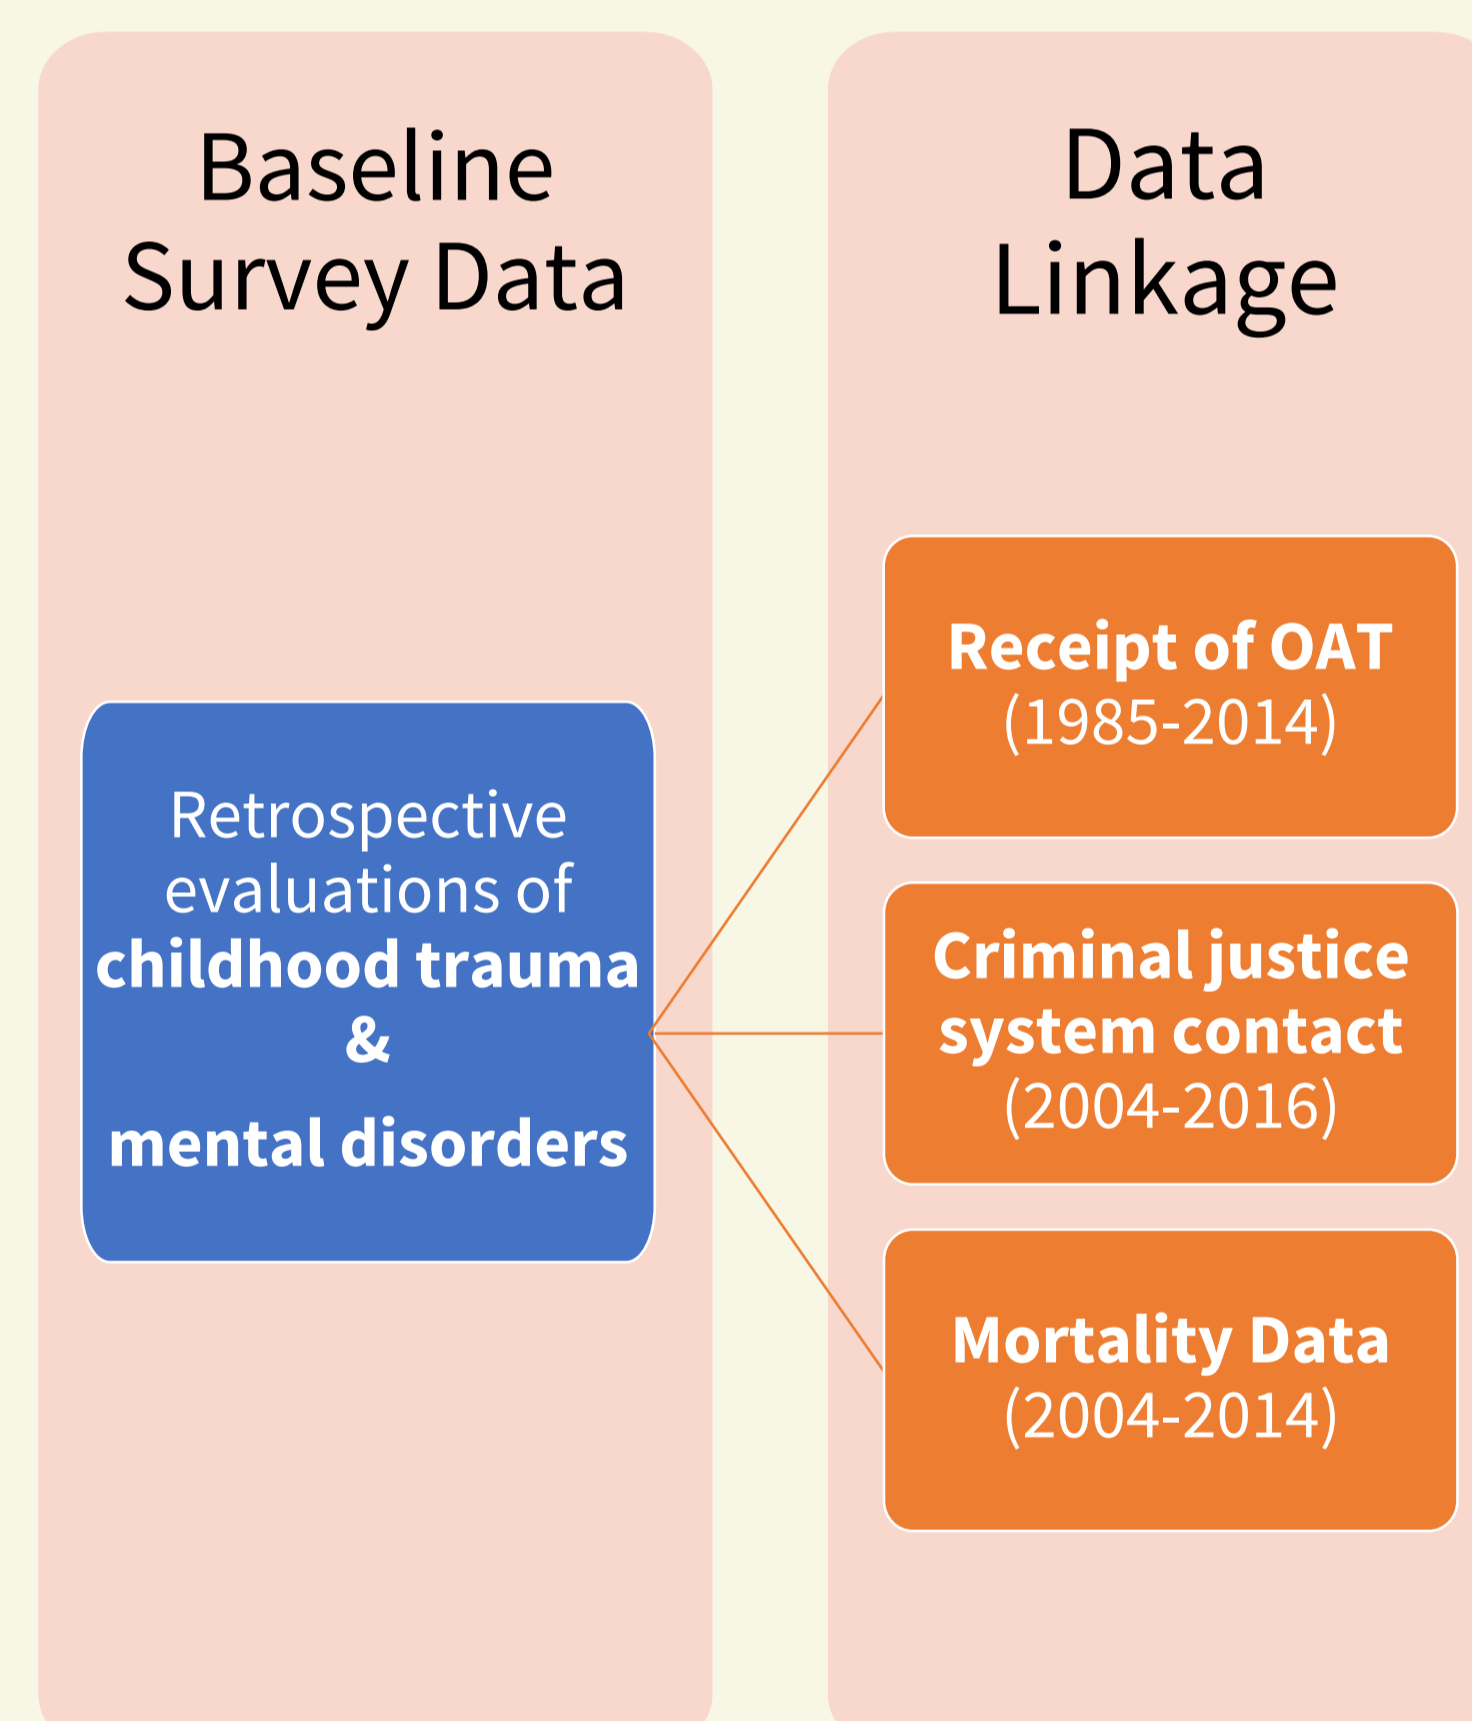 Baseline
Survey Data
Retrospective
evaluations of
childhood trauma
&
mental disorders
Data
Linkage
Receipt of OAT
(1985-2014)
Criminal justice
system contact
(2004-2016)
Mortality Data
(2004-2014)